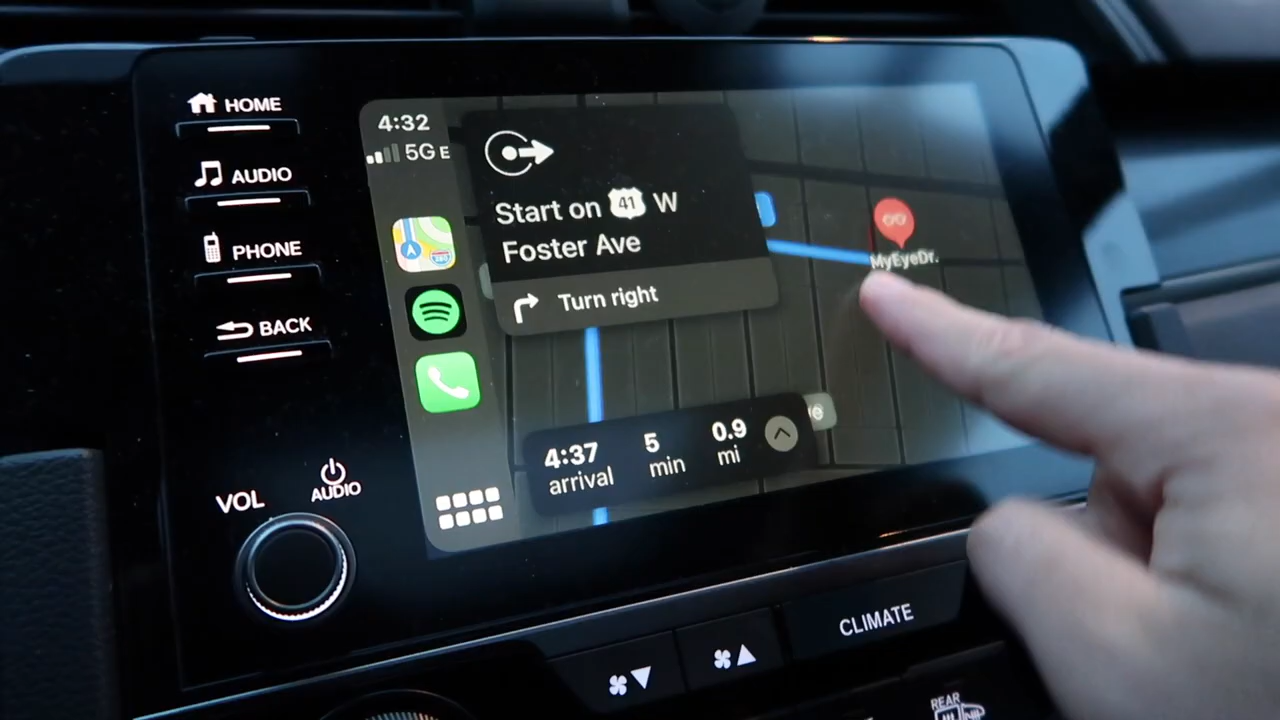 HOME
AUDIO
PHONE
BACK
VOL
AUDIO
4:32
5G E
Start on 41 W
Foster Ave
Turn right
MyEyeDr.
4:37 5 0.9
arrival min mi
CLIMATE
REAR